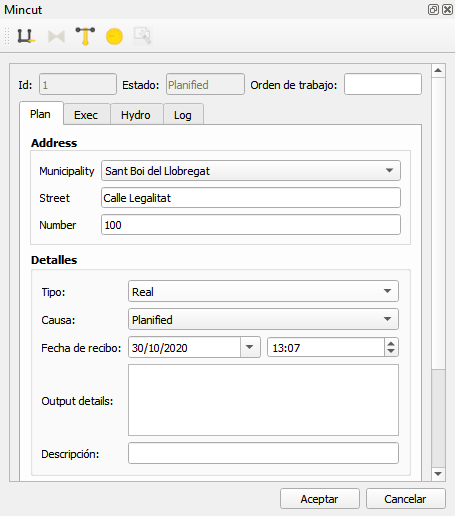 Mincut
Id: 1 Estado: Planified Orden de trabajo:
Plan Exec Hydro Log
Address
Municipality Sant Boi del Llobregat
Street Calle Legalitat
Number 100
Detalles
Tipo: Real
Causa: Planified
Fecha de recibo: 30/10/2020 13:07
Output details:
Descripción:
Aceptar Cancelar